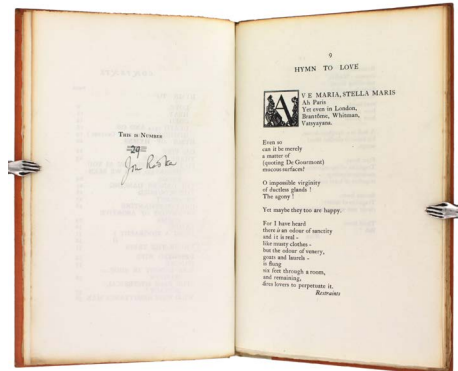 THIS IS NUMBER
29
John Rodker
9
HYMN TO LOVE
AVE MARIA, STELLA MARIS
Ah Paris
Yet even in London,
Brantôme, Whitman,
Vatsyayana.
Even so
can it be merely
a matter of
(quoting De Gourmont)
mucous surfaces?
O impossible virginity
of ductless glands !
The agony !
Yet maybe they too are happy.
For I have heard
there is an odour of sanctity
and it is real -
like musty clothes -
but the odour of venery,
goats and laurels -
is flung
six feet through a room,
and remaining,
dous lovers to perpetuate it.
Restraints